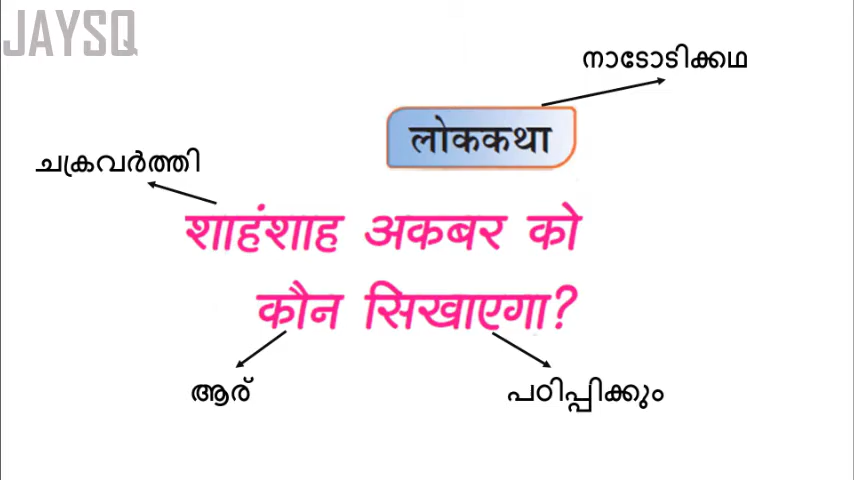 JAYSQ
നാടോടിക്കഥ
लोककथा
ചക്രവർത്തി
शाहंशाह अकबर को
कौन सिखाएगा?
ആര്
പഠിപ്പിക്കും